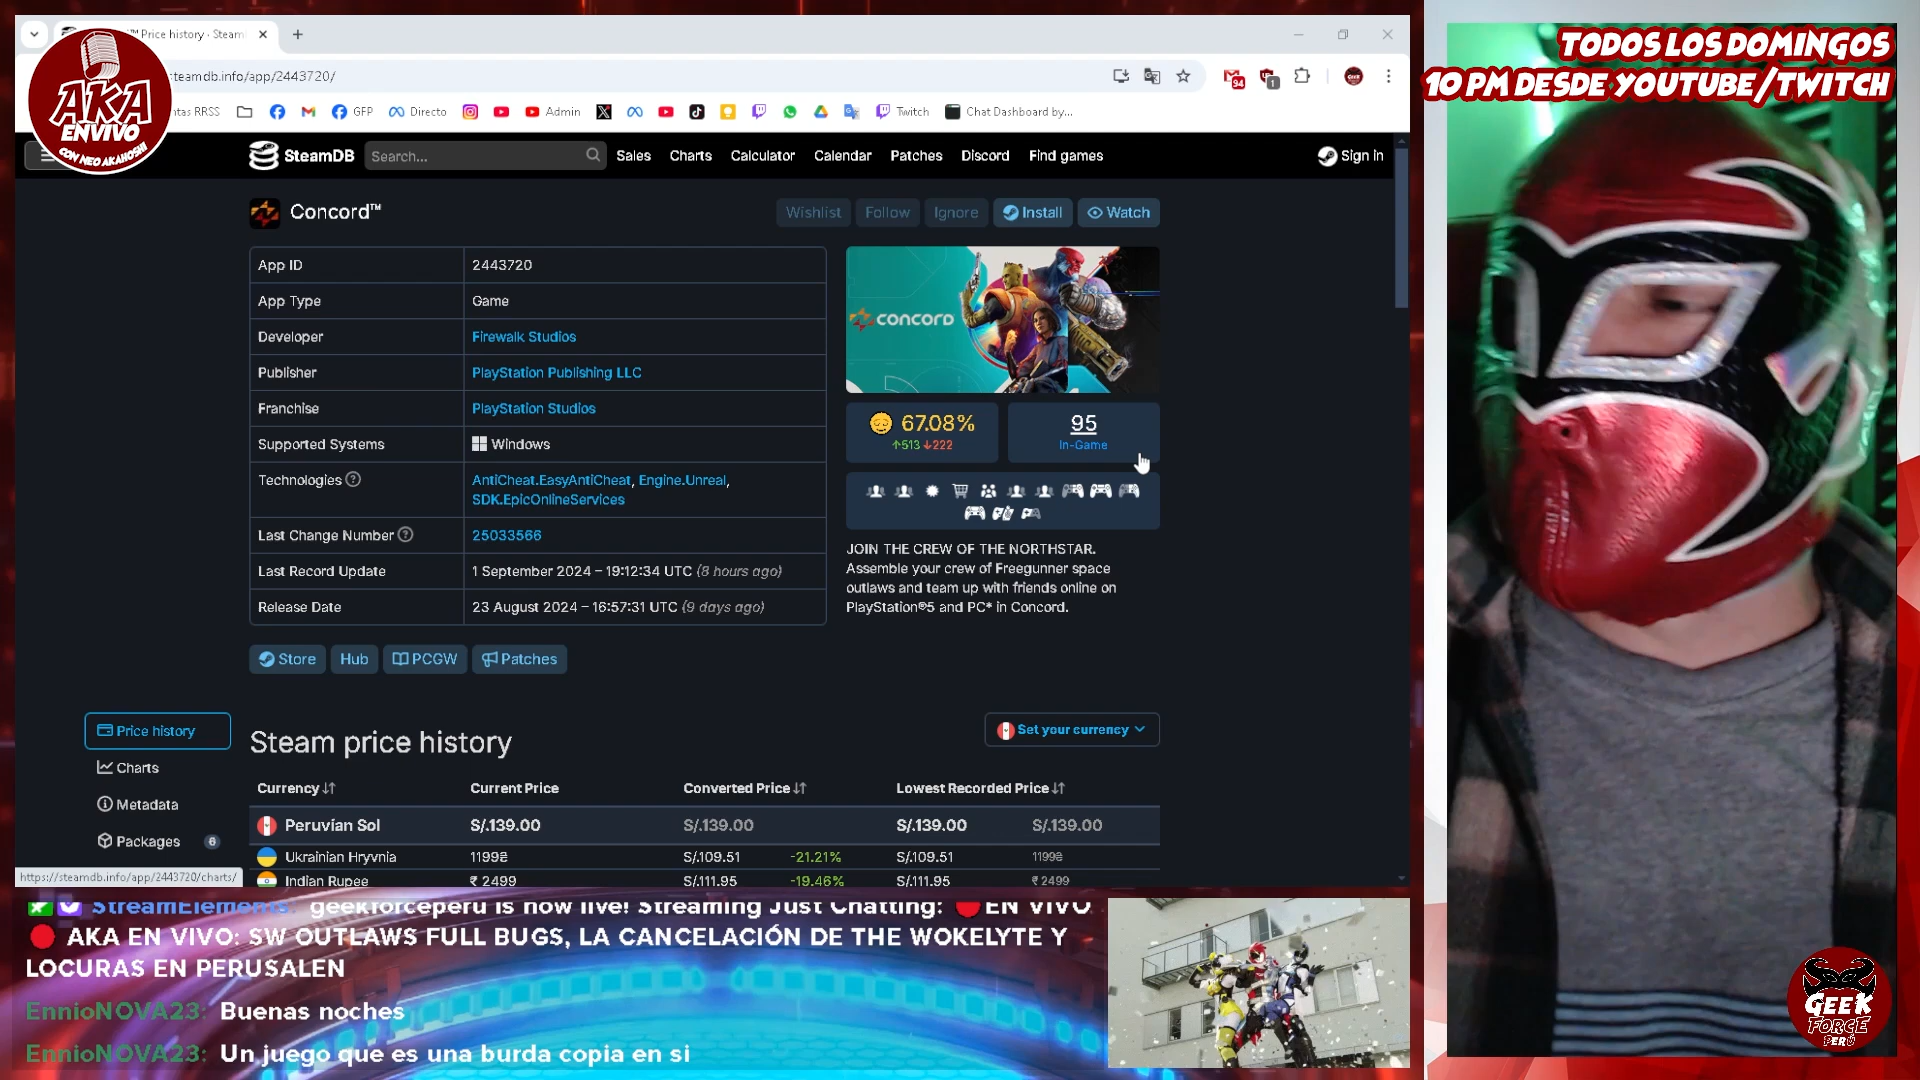 Price history · Steam
teamdb.info/app/2443720/
94
1
ntas RRSS
GFP
Directo
Admin
Twitch
Chat Dashboard by...
AKA
ENVIVO
CON NEO AKAHOSHI
SteamDB
Search...
Sales
Charts
Calculator
Calendar
Patches
Discord
Find games
Sign in
Concord™
Wishlist
Follow
Ignore
Install
Watch
App ID 2443720
App Type Game
Developer Firewalk Studios
Publisher PlayStation Publishing LLC
Franchise PlayStation Studios
Supported Systems Windows
Technologies AntiCheat.EasyAntiCheat, Engine.Unreal,
SDK.EpicOnlineServices
Last Change Number 25033566
Last Record Update 1 September 2024 – 19:12:34 UTC (8 hours ago)
Release Date 23 August 2024 – 16:57:31 UTC (9 days ago)
CONCORD
67.08%
↑513 ↓222
95
In-Game
JOIN THE CREW OF THE NORTHSTAR.
Assemble your crew of Freegunner space
outlaws and team up with friends online on
PlayStation®5 and PC* in Concord.
Store
Hub
PCGW
Patches
Price history
Charts
Metadata
Packages 6
https://steamdb.info/app/2443720/charts/
Steam price history
Set your currency
Currency Current Price Converted Price Lowest Recorded Price
Peruvian Sol S/.139.00 S/.139.00 S/.139.00 S/.139.00
Ukrainian Hryvnia 1199₴ S/.109.51 -21.21% S/.109.51 1199₴
Indian Rupee ₹ 2499 S/.111.95 -19.46% S/.111.95 ₹ 2499
StreamElements: geekforceperu is now live! Streaming Just Chatting: EN VIVO
AKA EN VIVO: SW OUTLAWS FULL BUGS, LA CANCELACIÓN DE THE WOKELYTE Y
LOCURAS EN PERUSALEN
EnnioNOVA23: Buenas noches
EnnioNOVA23: Un juego que es una burda copia en si
TODOS LOS DOMINGOS
10 PM DESDE YOUTUBE/TWITCH
GEEK
FORCE
PERÚ